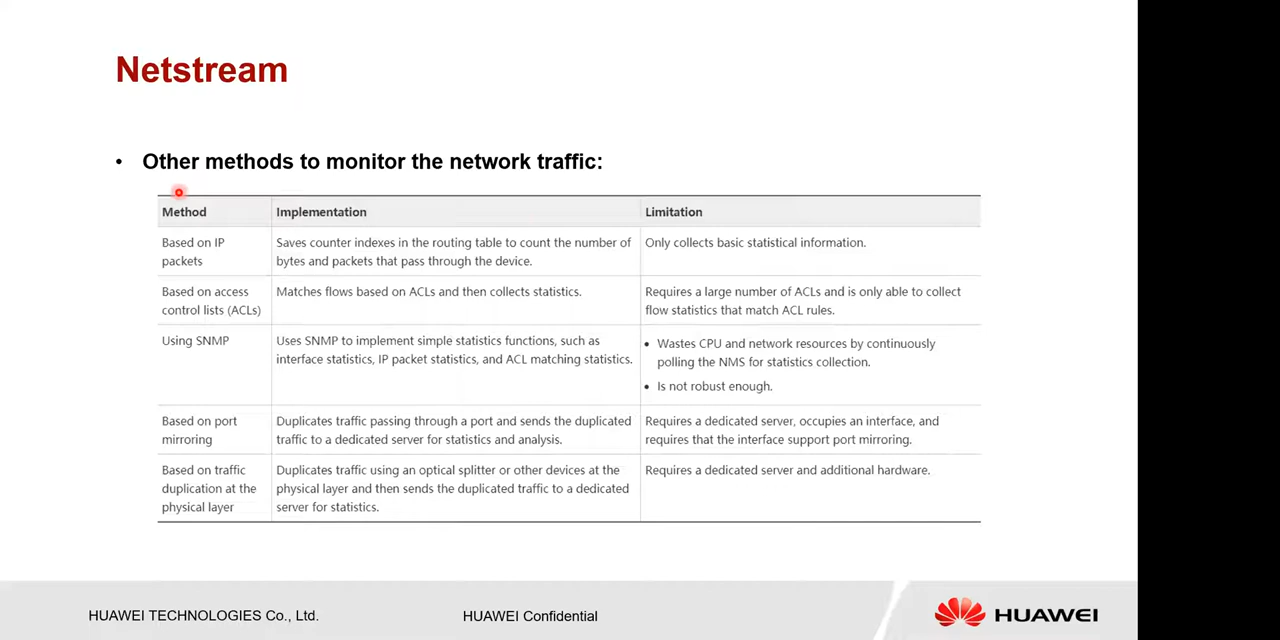 Netstream
• Other methods to monitor the network traffic:
Method Implementation Limitation
Based on IP
packets
Saves counter indexes in the routing table to count the number of
bytes and packets that pass through the device.
Only collects basic statistical information.
Based on access
control lists (ACLs)
Matches flows based on ACLs and then collects statistics.
Requires a large number of ACLs and is only able to collect
flow statistics that match ACL rules.
Using SNMP
Uses SNMP to implement simple statistics functions, such as
interface statistics, IP packet statistics, and ACL matching statistics.
• Wastes CPU and network resources by continuously
polling the NMS for statistics collection.
• Is not robust enough.
Based on port
mirroring
Duplicates traffic passing through a port and sends the duplicated
traffic to a dedicated server for statistics and analysis.
Requires a dedicated server, occupies an interface, and
requires that the interface support port mirroring.
Based on traffic
duplication at the
physical layer
Duplicates traffic using an optical splitter or other devices at the
physical layer and then sends the duplicated traffic to a dedicated
server for statistics.
Requires a dedicated server and additional hardware.
HUAWEI TECHNOLOGIES Co., Ltd.
HUAWEI Confidential
HUAWEI